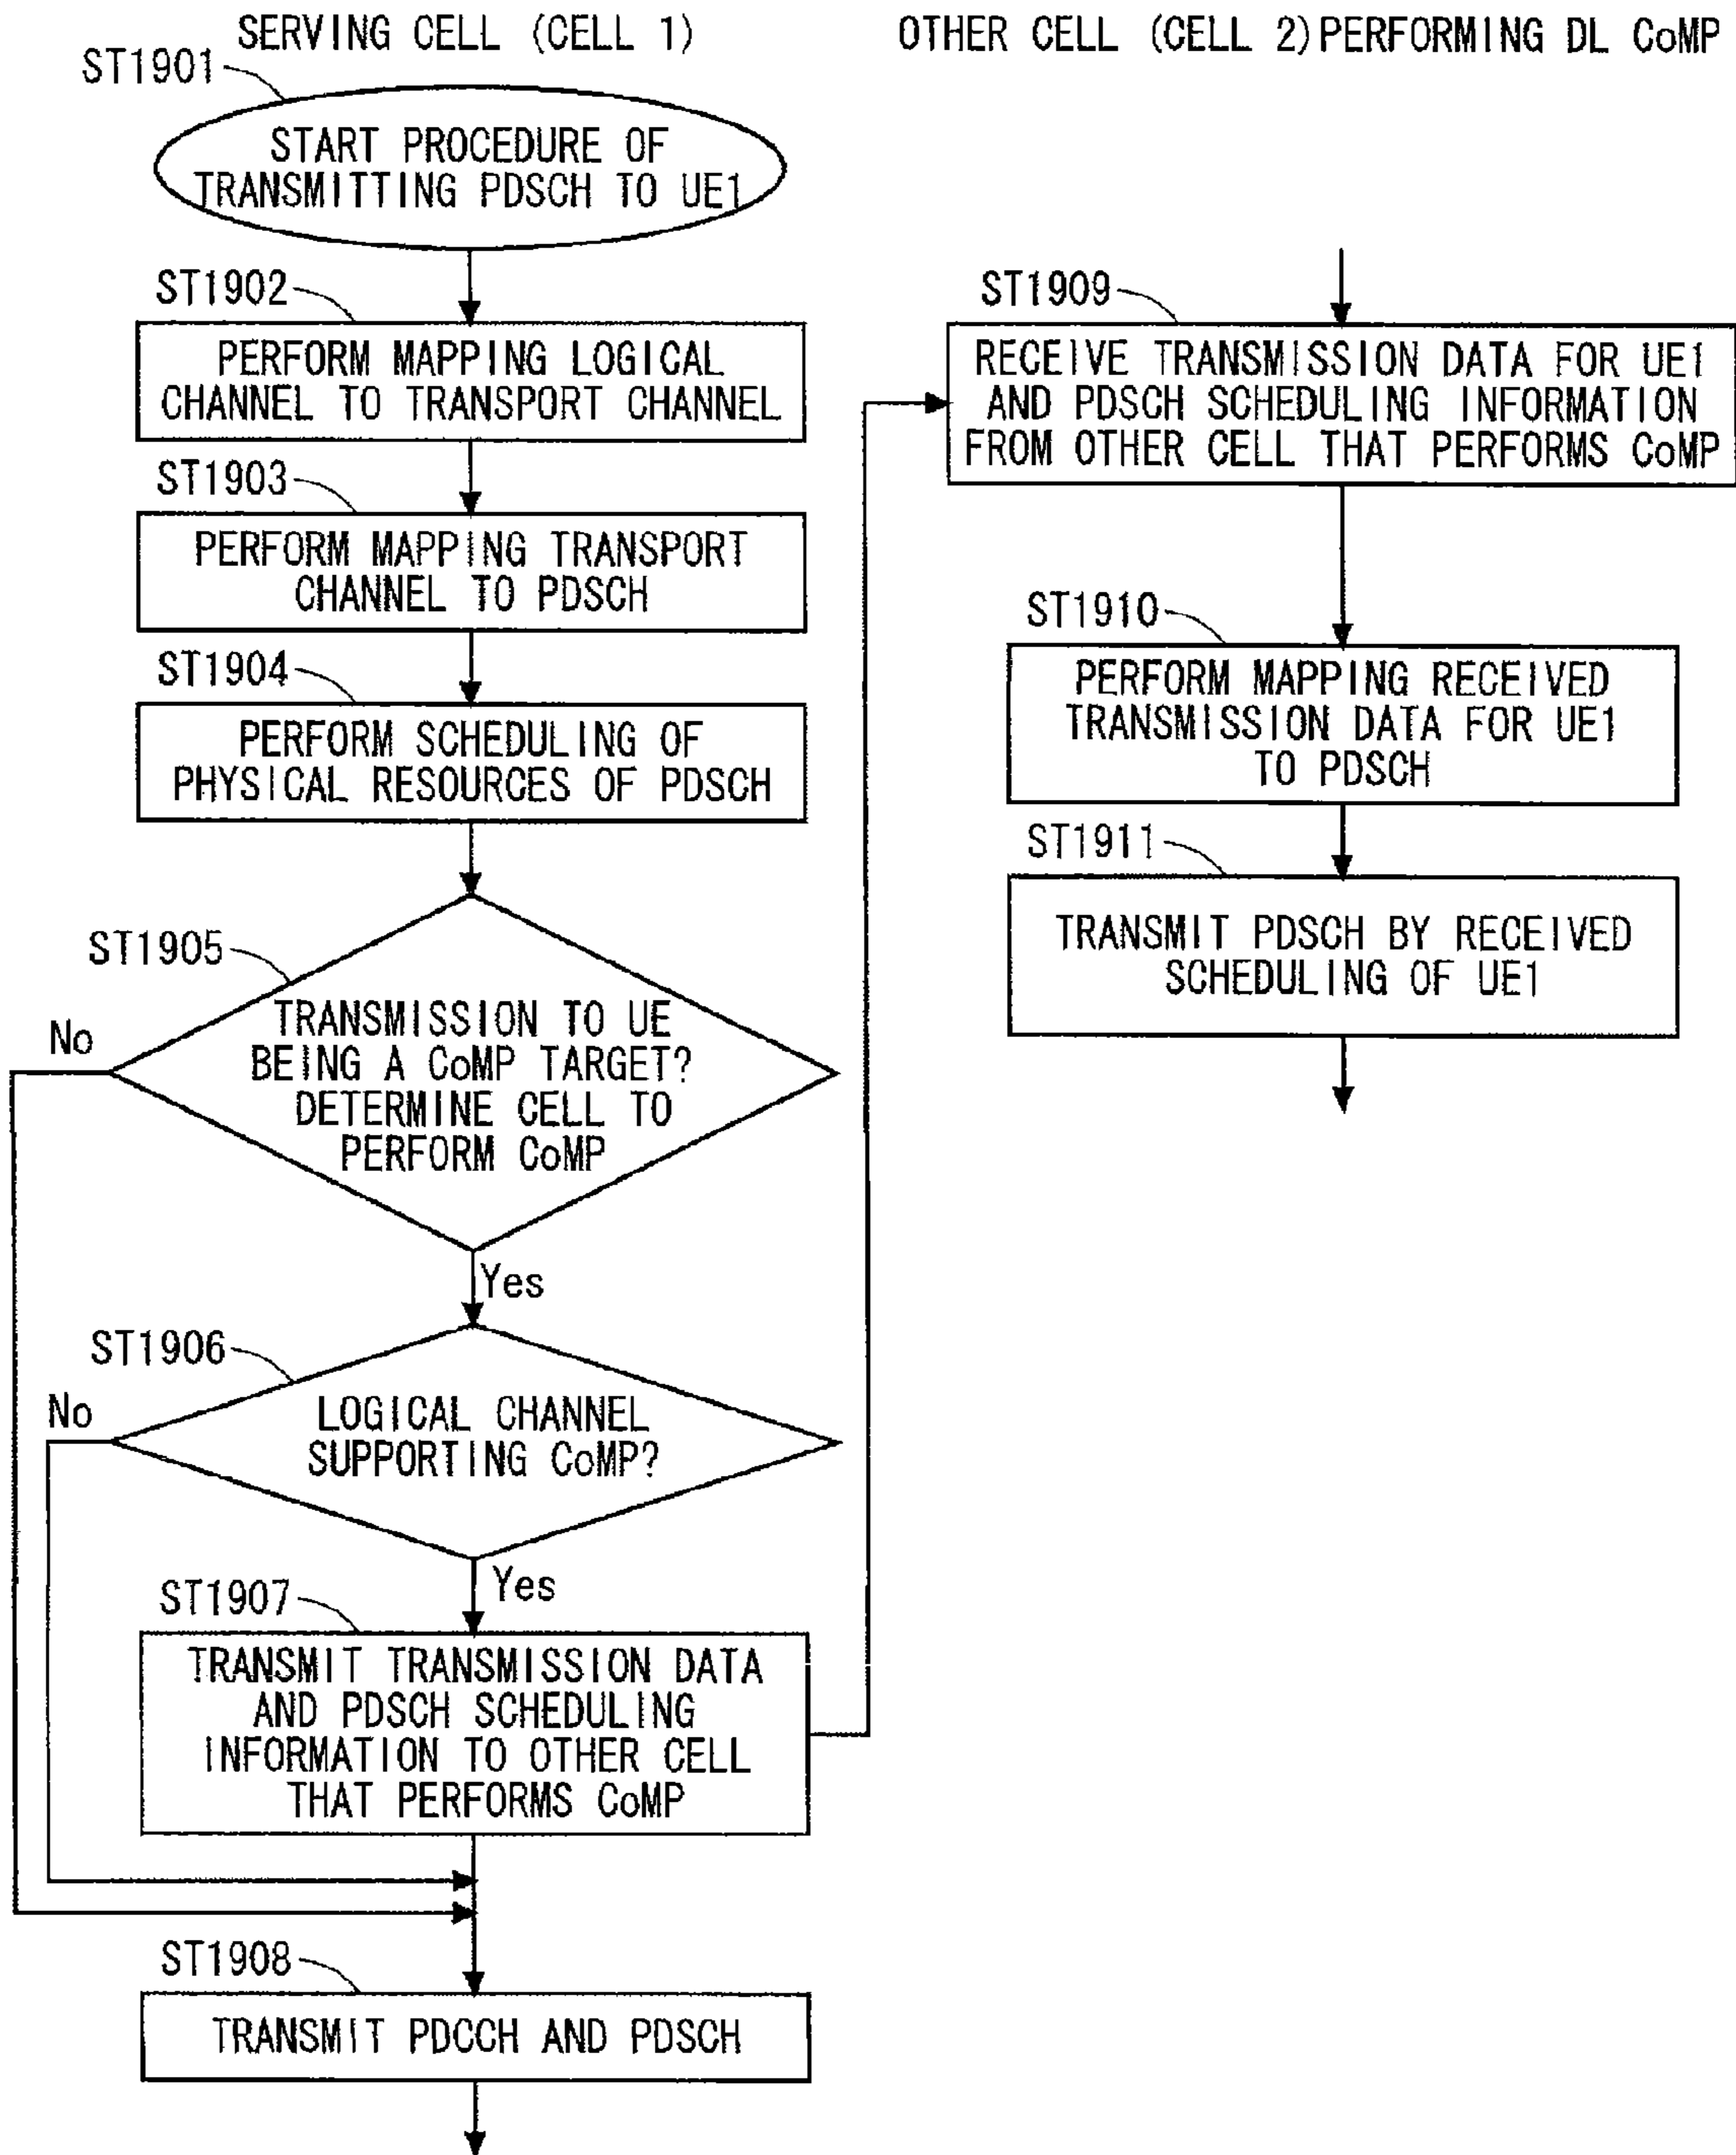 SERVING CELL (CELL 1)
OTHER CELL (CELL 2) PERFORMING DL CoMP
ST1901
START PROCEDURE OF
TRANSMITTING PDSCH TO UE1
ST1902
PERFORM MAPPING LOGICAL
CHANNEL TO TRANSPORT CHANNEL
ST1903
PERFORM MAPPING TRANSPORT
CHANNEL TO PDSCH
ST1904
PERFORM SCHEDULING OF
PHYSICAL RESOURCES OF PDSCH
ST1905
TRANSMISSION TO UE
BEING A CoMP TARGET?
DETERMINE CELL TO
PERFORM CoMP
No
Yes
ST1906
LOGICAL CHANNEL
SUPPORTING CoMP?
No
Yes
ST1907
TRANSMIT TRANSMISSION DATA
AND PDSCH SCHEDULING
INFORMATION TO OTHER CELL
THAT PERFORMS CoMP
ST1908
TRANSMIT PDCCH AND PDSCH
ST1909
RECEIVE TRANSMISSION DATA FOR UE1
AND PDSCH SCHEDULING INFORMATION
FROM OTHER CELL THAT PERFORMS CoMP
ST1910
PERFORM MAPPING RECEIVED
TRANSMISSION DATA FOR UE1
TO PDSCH
ST1911
TRANSMIT PDSCH BY RECEIVED
SCHEDULING OF UE1